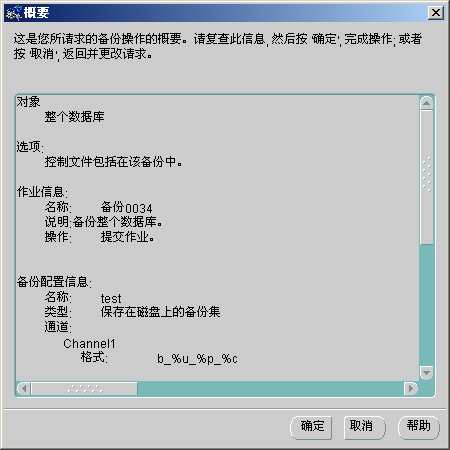 概要
这是您所请求的备份操作的概要。请复查此信息, 然后按 '确定', 完成操作; 或者
按 '取消', 返回并更改请求。
对象
整个数据库
选项:
控制文件包括在该备份中。
作业信息:
名称: 备份0034
说明:备份整个数据库。
操作: 提交作业。
备份配置信息:
名称: test
类型: 保存在磁盘上的备份集
通道:
Channel1
格式: b_%u_%p_%c
确定 取消 帮助